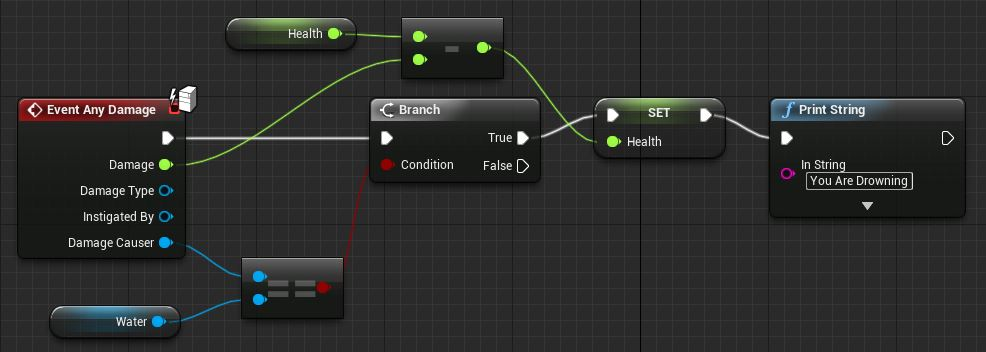 Health
Event Any Damage
Damage
Damage Type
Instigated By
Damage Causer
Water
Branch
True
Condition
False
SET
Health
Print String
In String
You Are Drowning